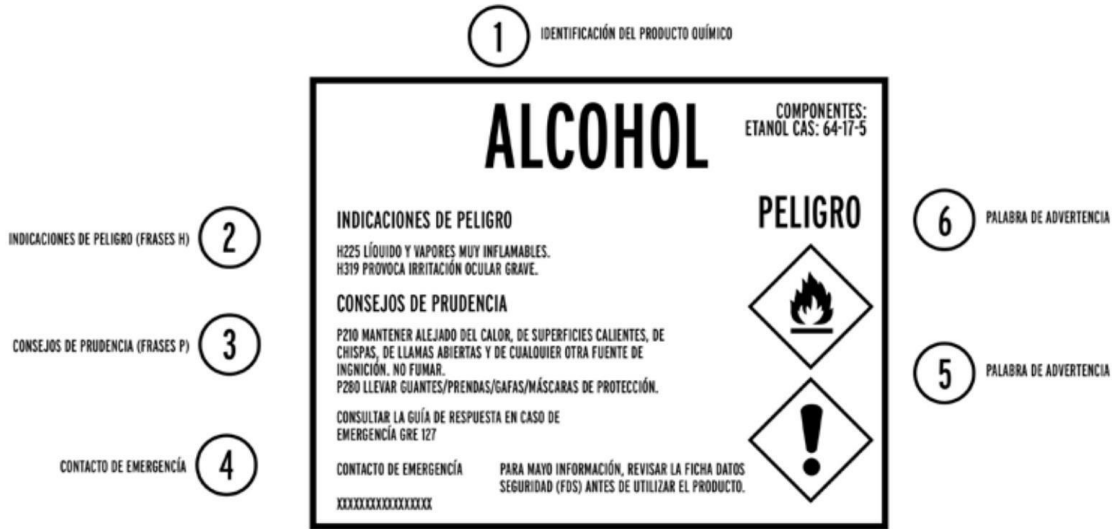 1 IDENTIFICACIÓN DEL PRODUCTO QUÍMICO
ALCOHOL
COMPONENTES:
ETANOL CAS: 64-17-5
INDICACIONES DE PELIGRO (FRASES H) 2
INDICACIONES DE PELIGRO
H225 LÍQUIDO Y VAPORES MUY INFLAMABLES.
H319 PROVOCA IRRITACIÓN OCULAR GRAVE.
PELIGRO
6 PALABRA DE ADVERTENCIA
CONSEJOS DE PRUDENCIA (FRASES P) 3
CONSEJOS DE PRUDENCIA
P210 MANTENER ALEJADO DEL CALOR, DE SUPERFICIES CALIENTES, DE
CHISPAS, DE LLAMAS ABIERTAS Y DE CUALQUIER OTRA FUENTE DE
INGNICIÓN. NO FUMAR.
P280 LLEVAR GUANTES/PRENDAS/GAFAS/MÁSCARAS DE PROTECCIÓN.
5 PALABRA DE ADVERTENCIA
CONSULTAR LA GUÍA DE RESPUESTA EN CASO DE
EMERGENCÍA GRE 127
CONTACTO DE EMERGENCÍA 4
CONTACTO DE EMERGENCÍA
XXXXXXXXXXXXXXXXX
PARA MAYO INFORMACIÓN, REVISAR LA FICHA DATOS
SEGURIDAD (FDS) ANTES DE UTILIZAR EL PRODUCTO.